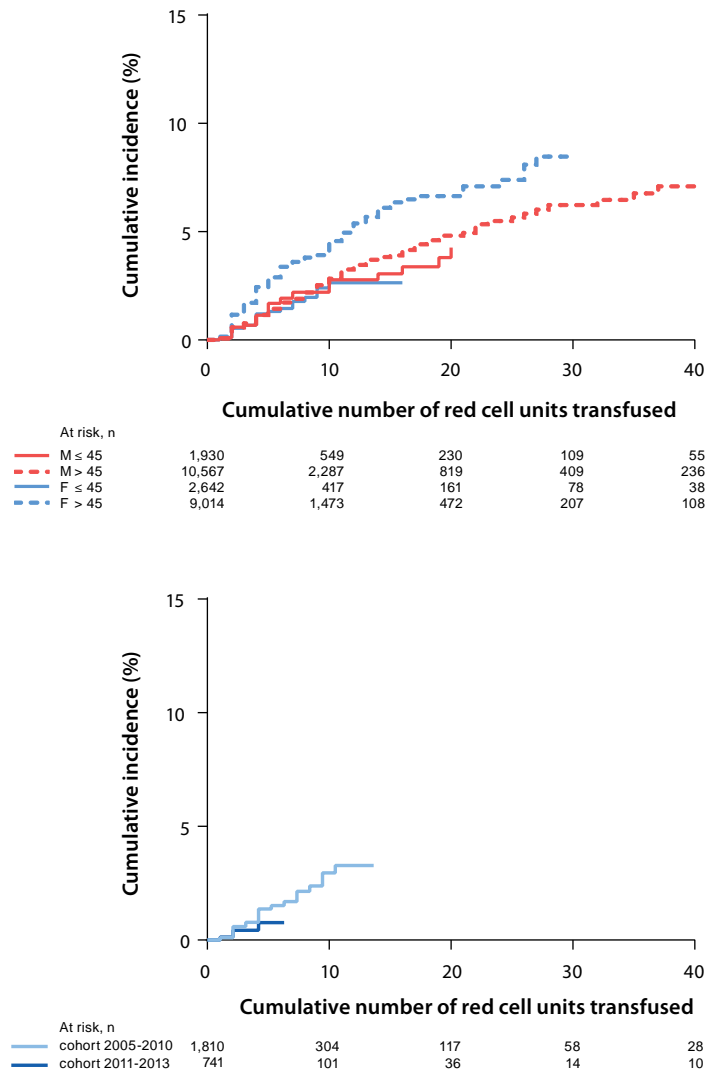 15
10
5
0
Cumulative incidence (%)
0 10 20 30 40
Cumulative number of red cell units transfused
At risk, n
M ≤ 45 1,930 549 230 109 55
M > 45 10,567 2,287 819 409 236
F ≤ 45 2,642 417 161 78 38
F > 45 9,014 1,473 472 207 108
15
10
5
0
Cumulative incidence (%)
0 10 20 30 40
Cumulative number of red cell units transfused
At risk, n
cohort 2005-2010 1,810 304 117 58 28
cohort 2011-2013 741 101 36 14 10